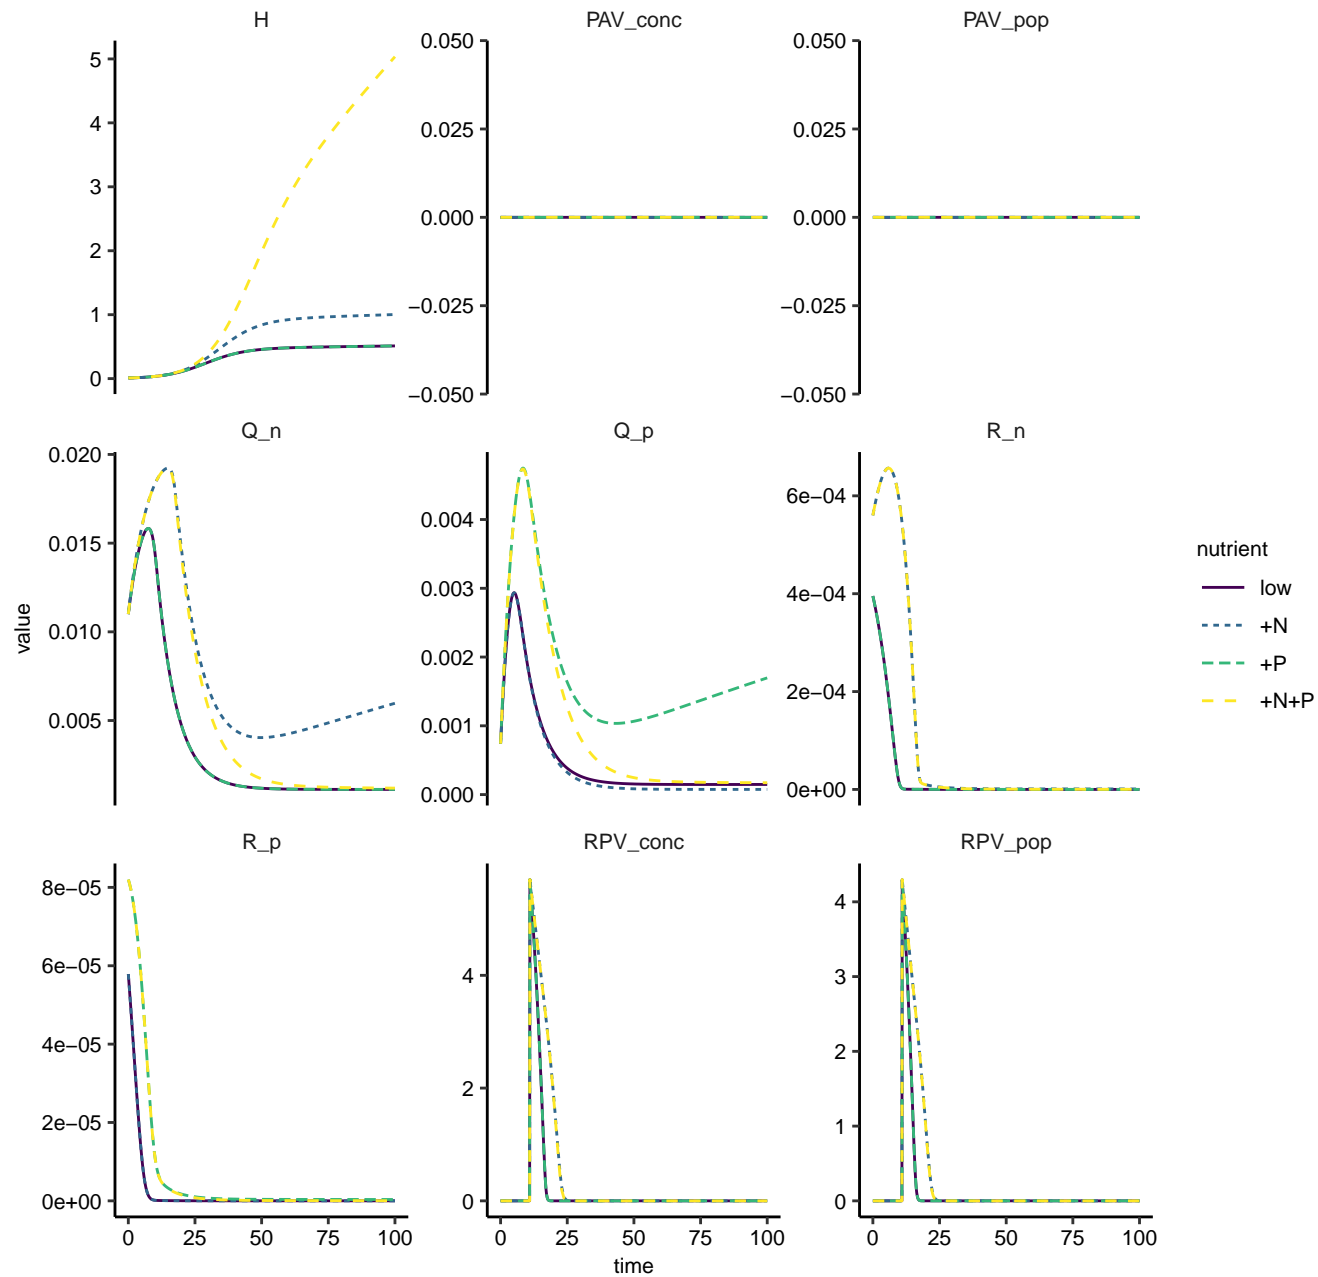 H
PAV_conc
PAV_pop
5
4
3
2
1
0
0.050
0.025
0.000
−0.025
−0.050
0.050
0.025
0.000
−0.025
−0.050
Q_n
Q_p
R_n
0.020
0.015
0.010
0.005
0.004
0.003
0.002
0.001
0.000
6e−04
4e−04
2e−04
0e+00
R_p
RPV_conc
RPV_pop
8e−05
6e−05
4e−05
2e−05
0e+00
4
2
0
4
3
2
1
0
0 25 50 75 100
0 25 50 75 100
0 25 50 75 100
time
value
nutrient
low
+N
+P
+N+P